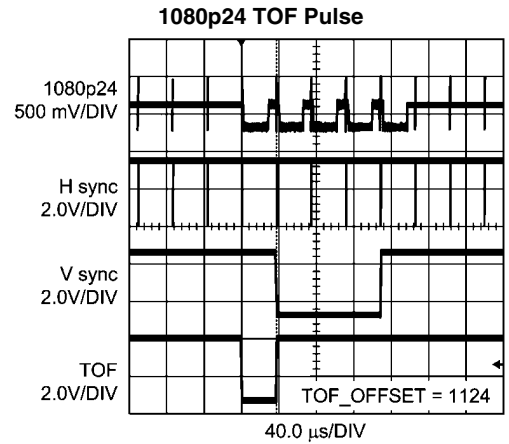 1080p24 TOF Pulse
1080p24
500 mV/DIV
H sync
2.0V/DIV
V sync
2.0V/DIV
TOF
2.0V/DIV
TOF_OFFSET = 1124
40.0 µs/DIV